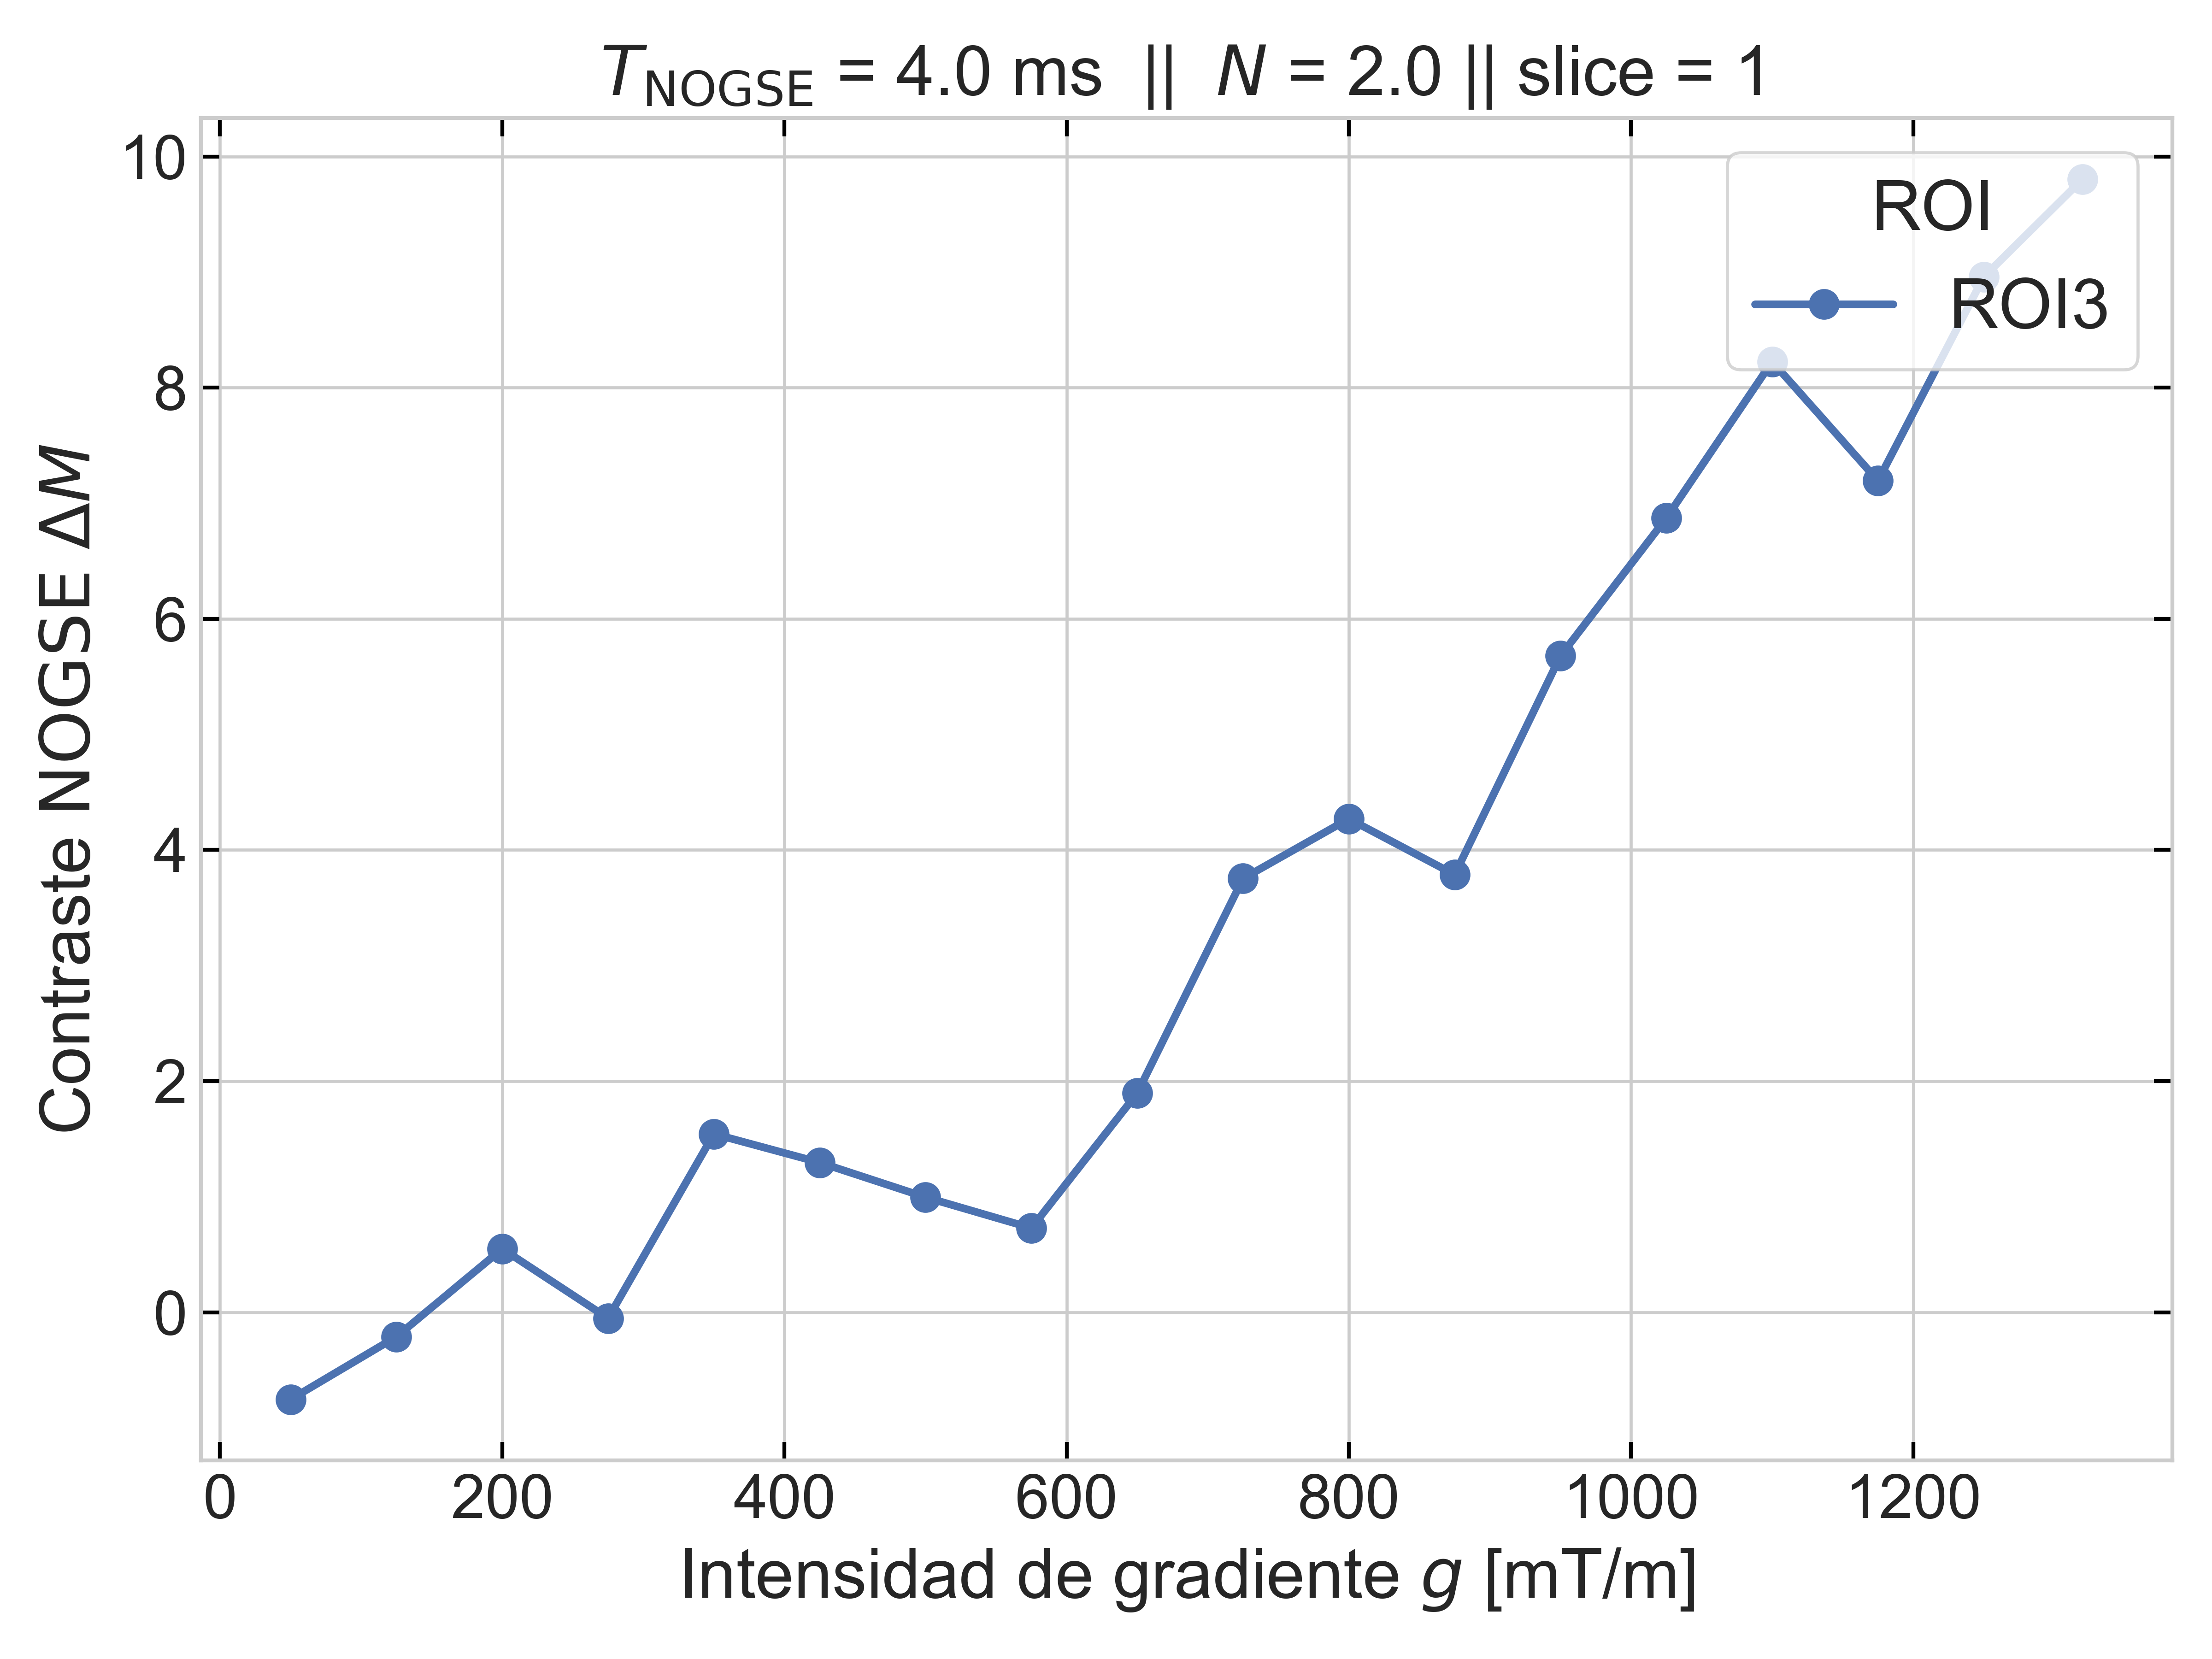 T_NOGSE = 4.0 ms || N = 2.0 || slice = 1
10
8
6
4
2
0
Contraste NOGSE ΔM
ROI
ROI3
0 200 400 600 800 1000 1200
Intensidad de gradiente g [mT/m]